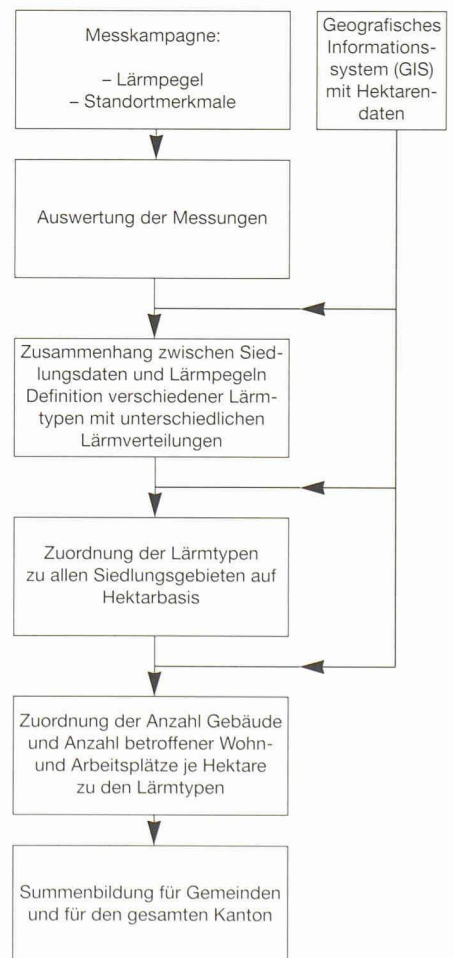 Messkampagne:
– Lärmpegel
– Standortmerkmale
Geografisches
Informations-
system (GIS)
mit Hektaren-
daten
Auswertung der Messungen
Zusammenhang zwischen Sied-
lungsdaten und Lärmpegeln
Definition verschiedener Lärm-
typen mit unterschiedlichen
Lärmverteilungen
Zuordnung der Lärmtypen
zu allen Siedlungsgebieten auf
Hektarbasis
Zuordnung der Anzahl Gebäude
und Anzahl betroffener Wohn-
und Arbeitsplätze je Hektare
zu den Lärmtypen
Summenbildung für Gemeinden
und für den gesamten Kanton